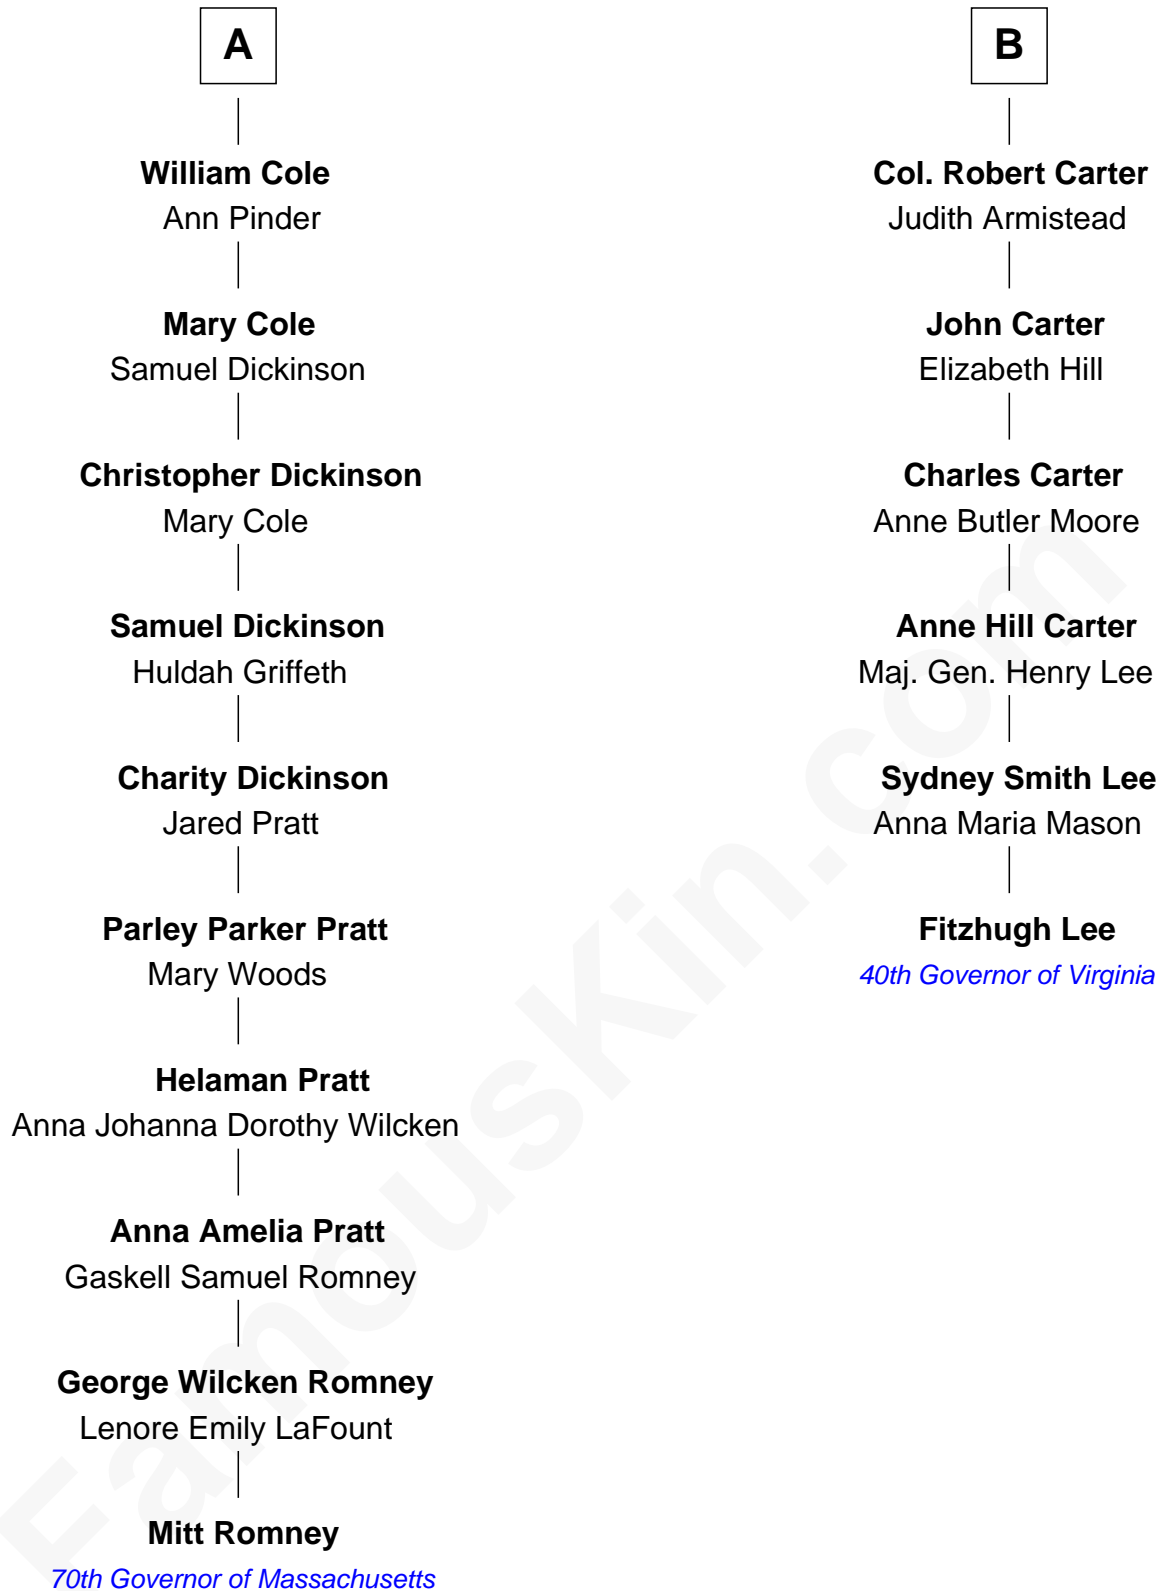 A
William Cole
Ann Pinder
Mary Cole
Samuel Dickinson
Christopher Dickinson
Mary Cole
Samuel Dickinson
Huldah Griffeth
Charity Dickinson
Jared Pratt
Parley Parker Pratt
Mary Woods
Helaman Pratt
Anna Johanna Dorothy Wilcken
Anna Amelia Pratt
Gaskell Samuel Romney
George Wilcken Romney
Lenore Emily LaFount
Mitt Romney
70th Governor of Massachusetts
B
Col. Robert Carter
Judith Armistead
John Carter
Elizabeth Hill
Charles Carter
Anne Butler Moore
Anne Hill Carter
Maj. Gen. Henry Lee
Sydney Smith Lee
Anna Maria Mason
Fitzhugh Lee
40th Governor of Virginia
FamousKin.com